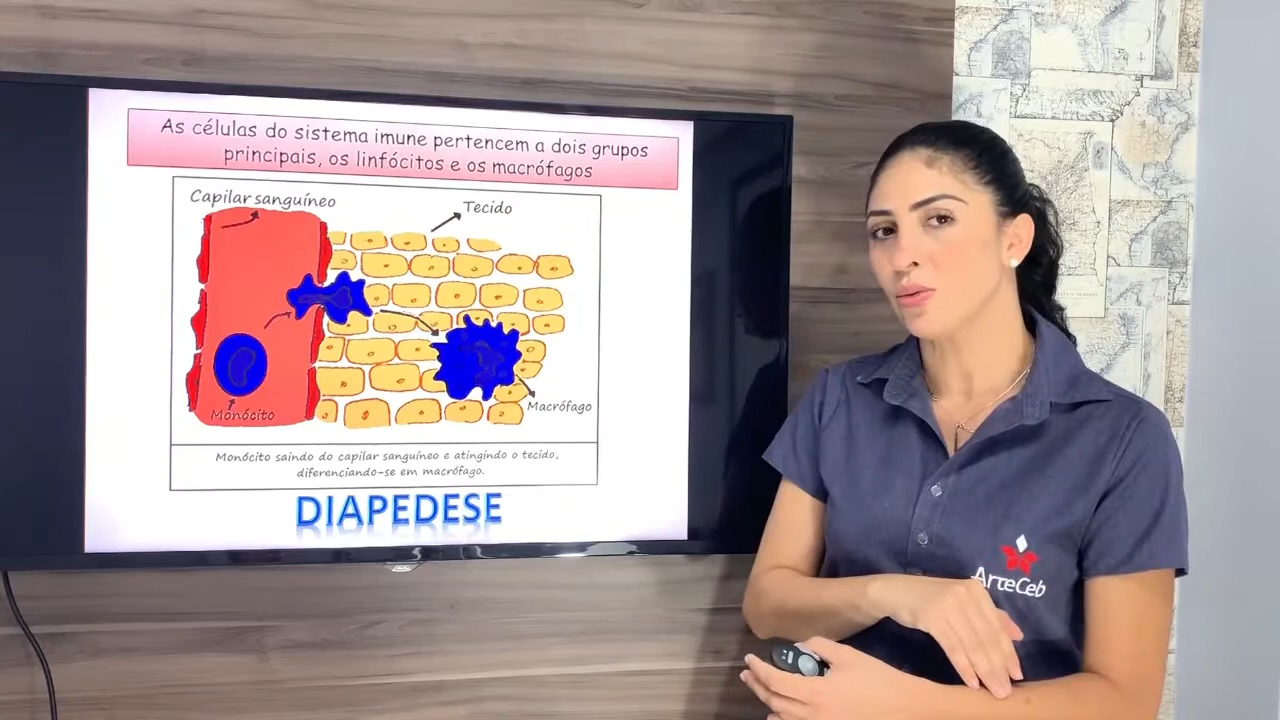 As células do sistema imune pertencem a dois grupos
principais, os linfócitos e os macrófagos
Capilar sanguíneo
Tecido
Monócito
Macrófago
Monócito saindo do capilar sanguíneo e atingindo o tecido,
diferenciando-se em macrófago.
DIAPEDESE
ArteCeb